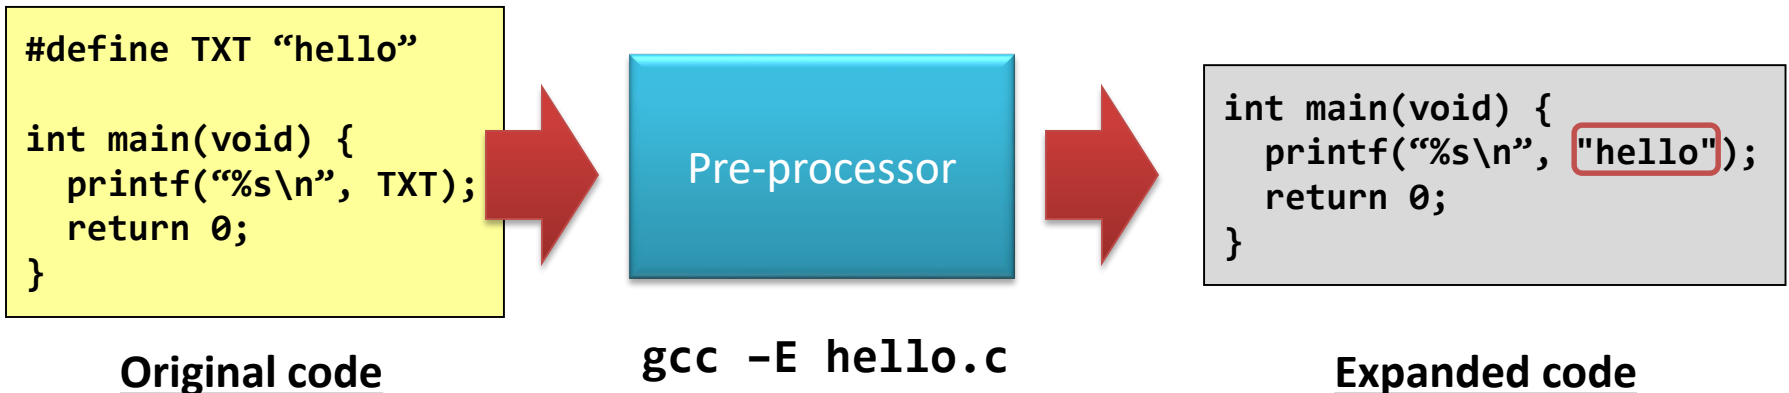 #define TXT “hello”
int main(void) {
printf(“%s\n”, TXT);
return 0;
}
Original code
Pre-processor
gcc –E hello.c
int main(void) {
printf(“%s\n”, "hello");
return 0;
}
Expanded code